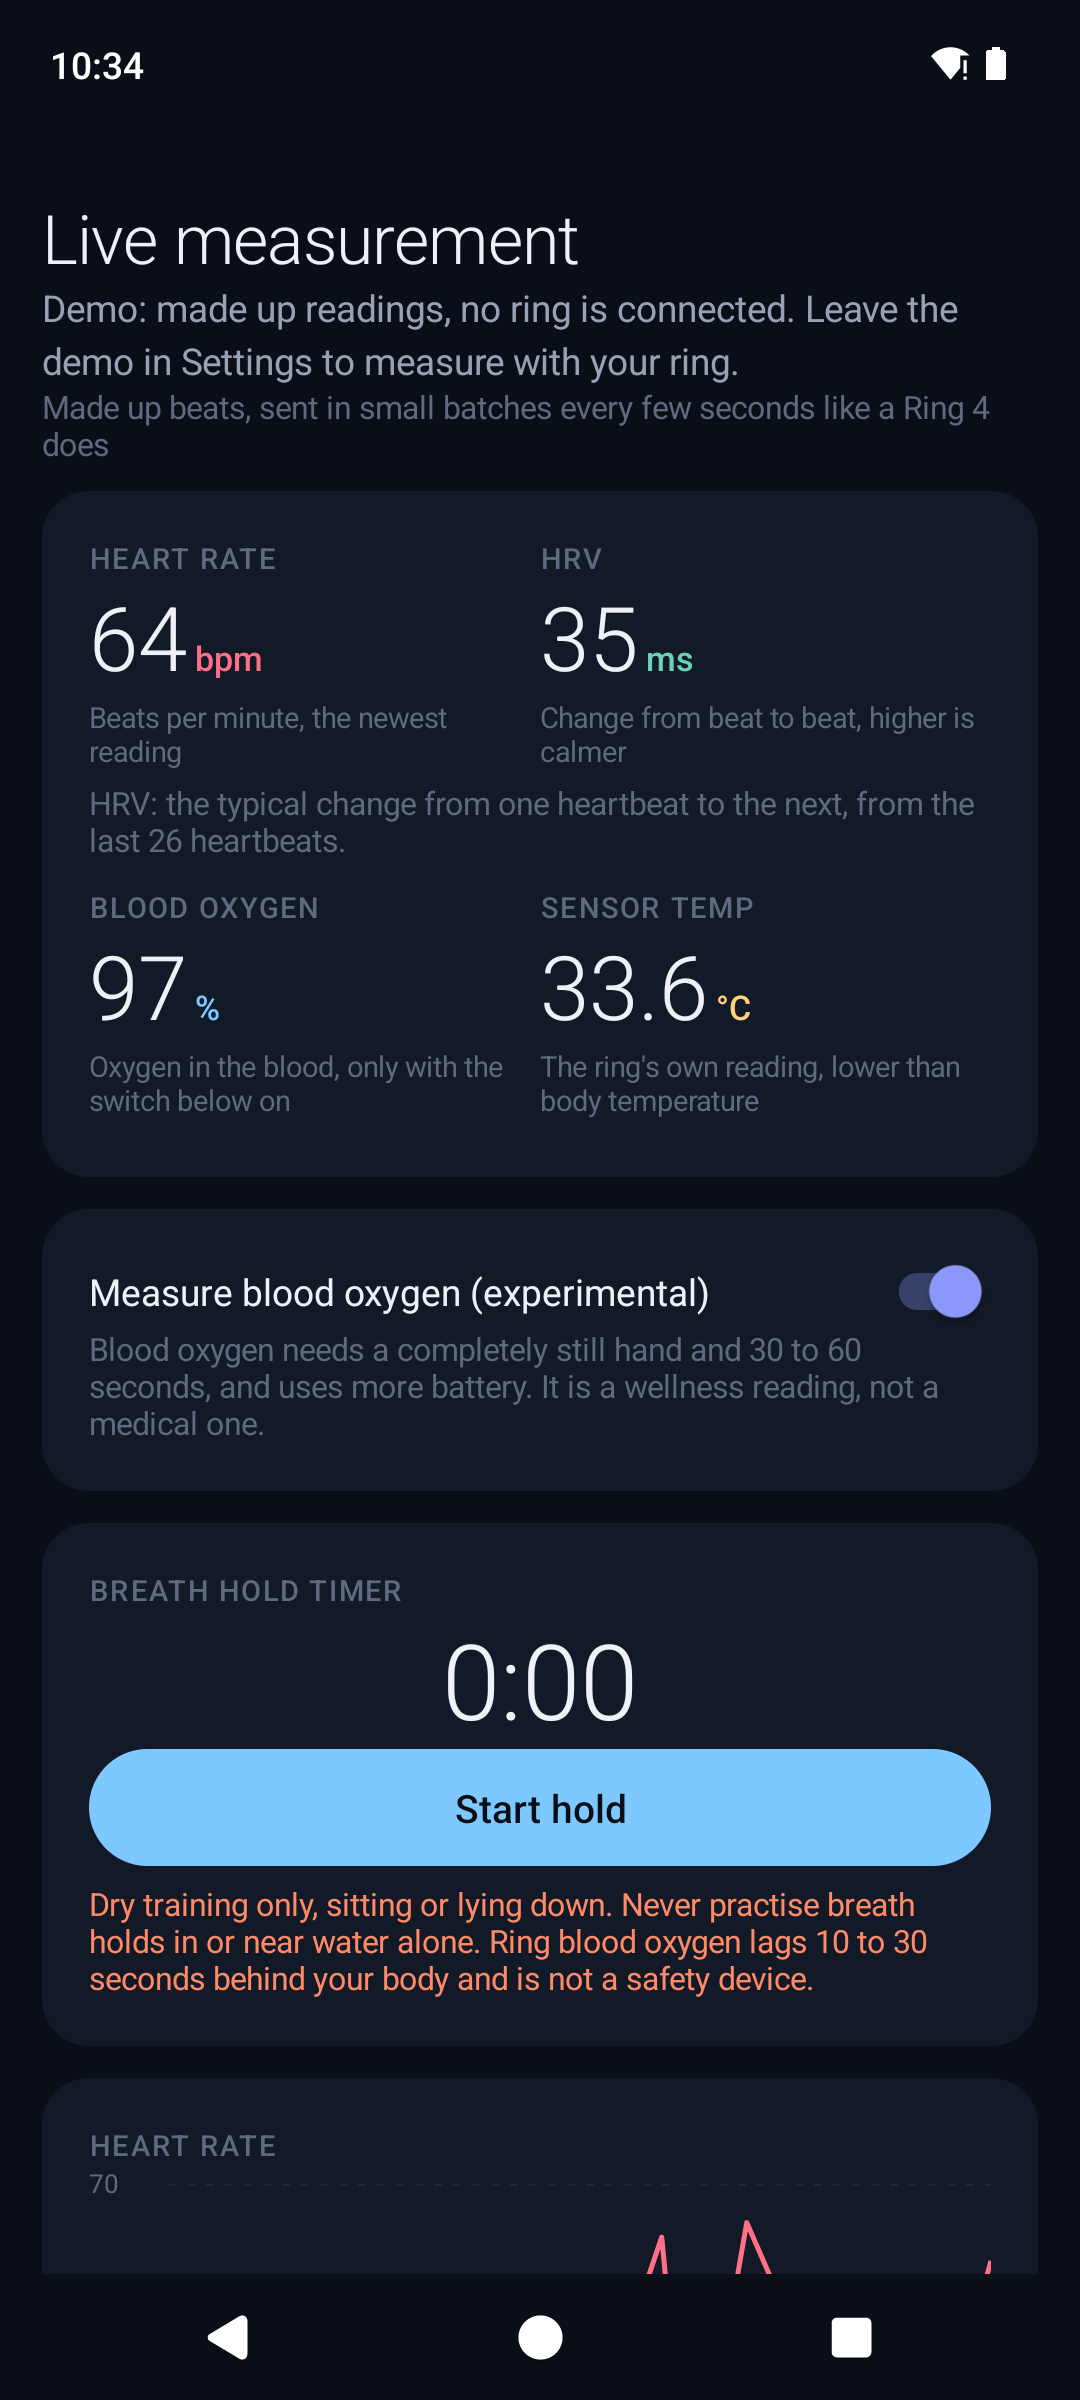 10:34
Live measurement
Demo: made up readings, no ring is connected. Leave the
demo in Settings to measure with your ring.
Made up beats, sent in small batches every few seconds like a Ring 4
does
HEART RATE
64 bpm
Beats per minute, the newest
reading
HRV
35 ms
Change from beat to beat, higher is
calmer
HRV: the typical change from one heartbeat to the next, from the
last 26 heartbeats.
BLOOD OXYGEN
97 %
Oxygen in the blood, only with the
switch below on
SENSOR TEMP
33.6 °C
The ring's own reading, lower than
body temperature
Measure blood oxygen (experimental)
Blood oxygen needs a completely still hand and 30 to 60
seconds, and uses more battery. It is a wellness reading, not a
medical one.
BREATH HOLD TIMER
0:00
Start hold
Dry training only, sitting or lying down. Never practise breath
holds in or near water alone. Ring blood oxygen lags 10 to 30
seconds behind your body and is not a safety device.
HEART RATE
70